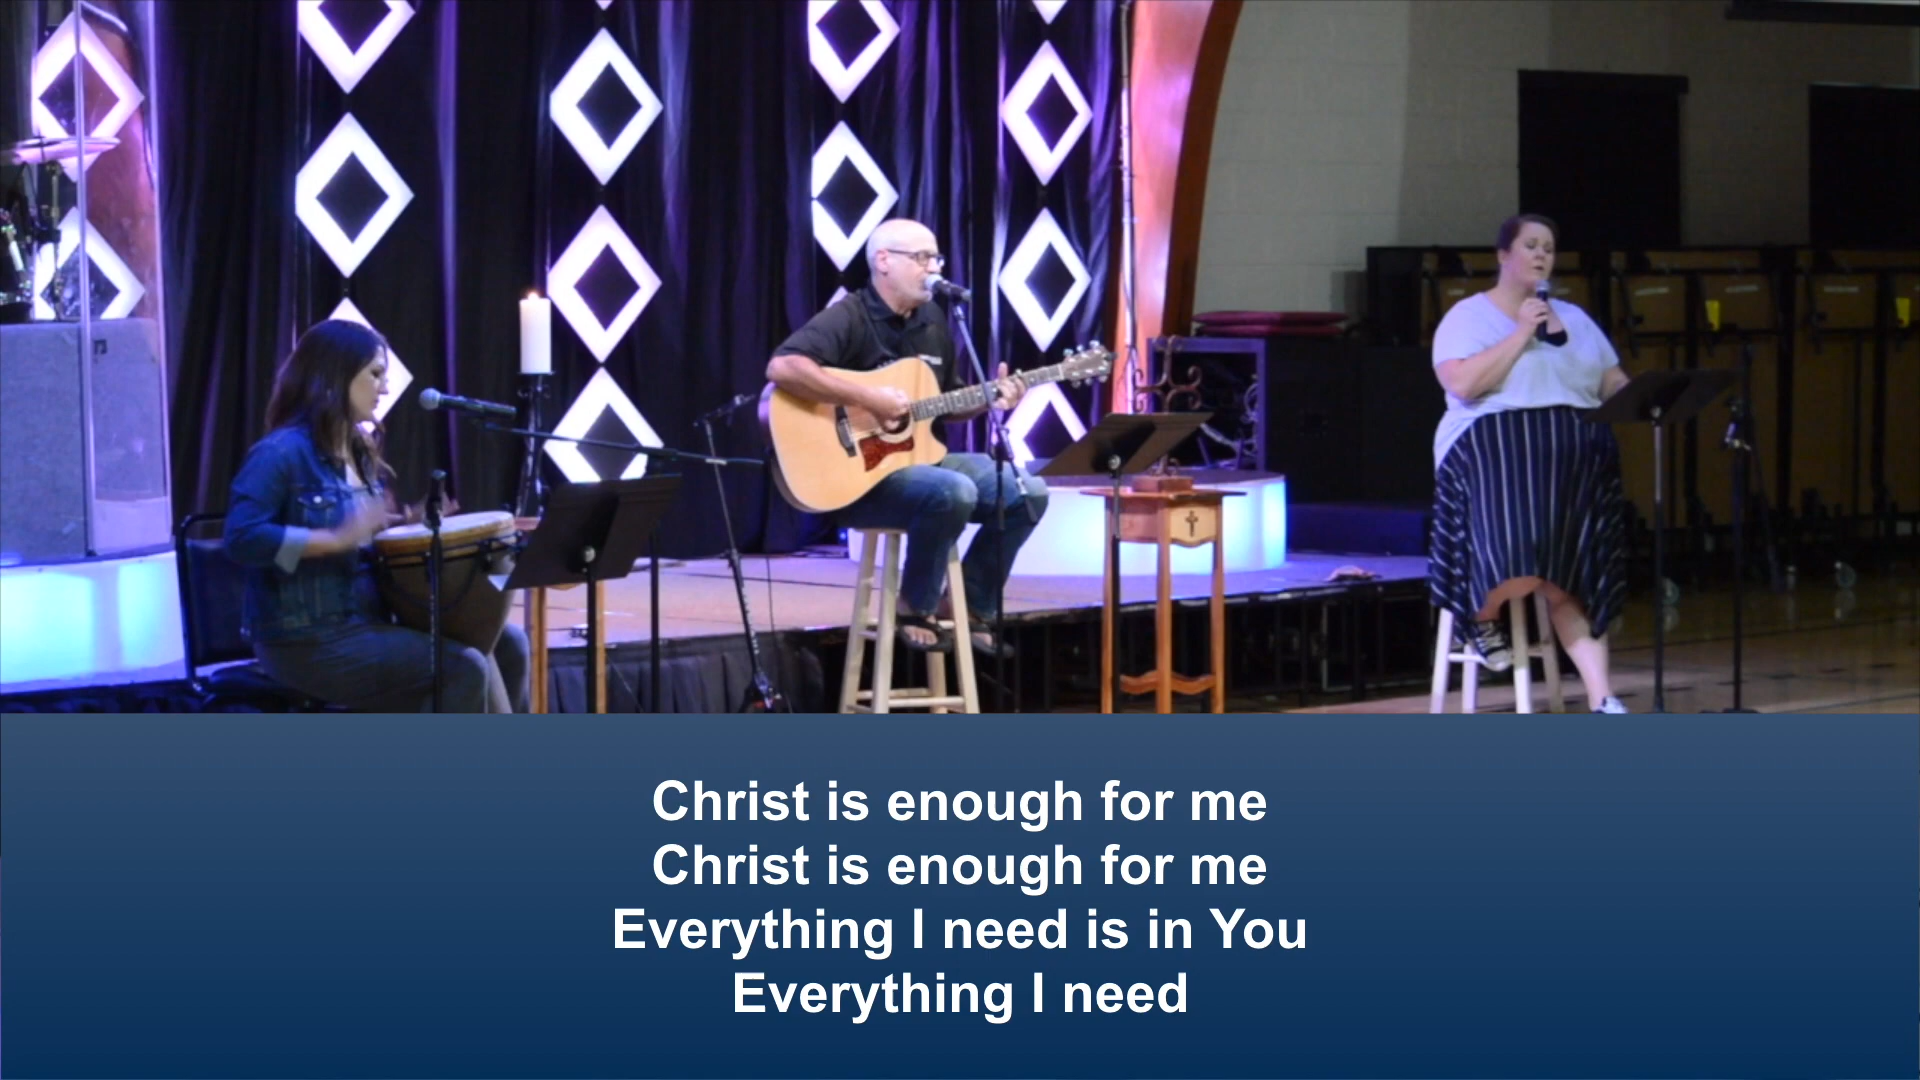 Christ is enough for me
Christ is enough for me
Everything I need is in You
Everything I need